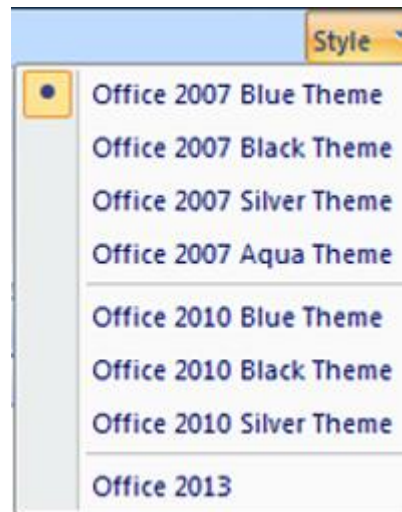 Style
Office 2007 Blue Theme
Office 2007 Black Theme
Office 2007 Silver Theme
Office 2007 Aqua Theme
Office 2010 Blue Theme
Office 2010 Black Theme
Office 2010 Silver Theme
Office 2013